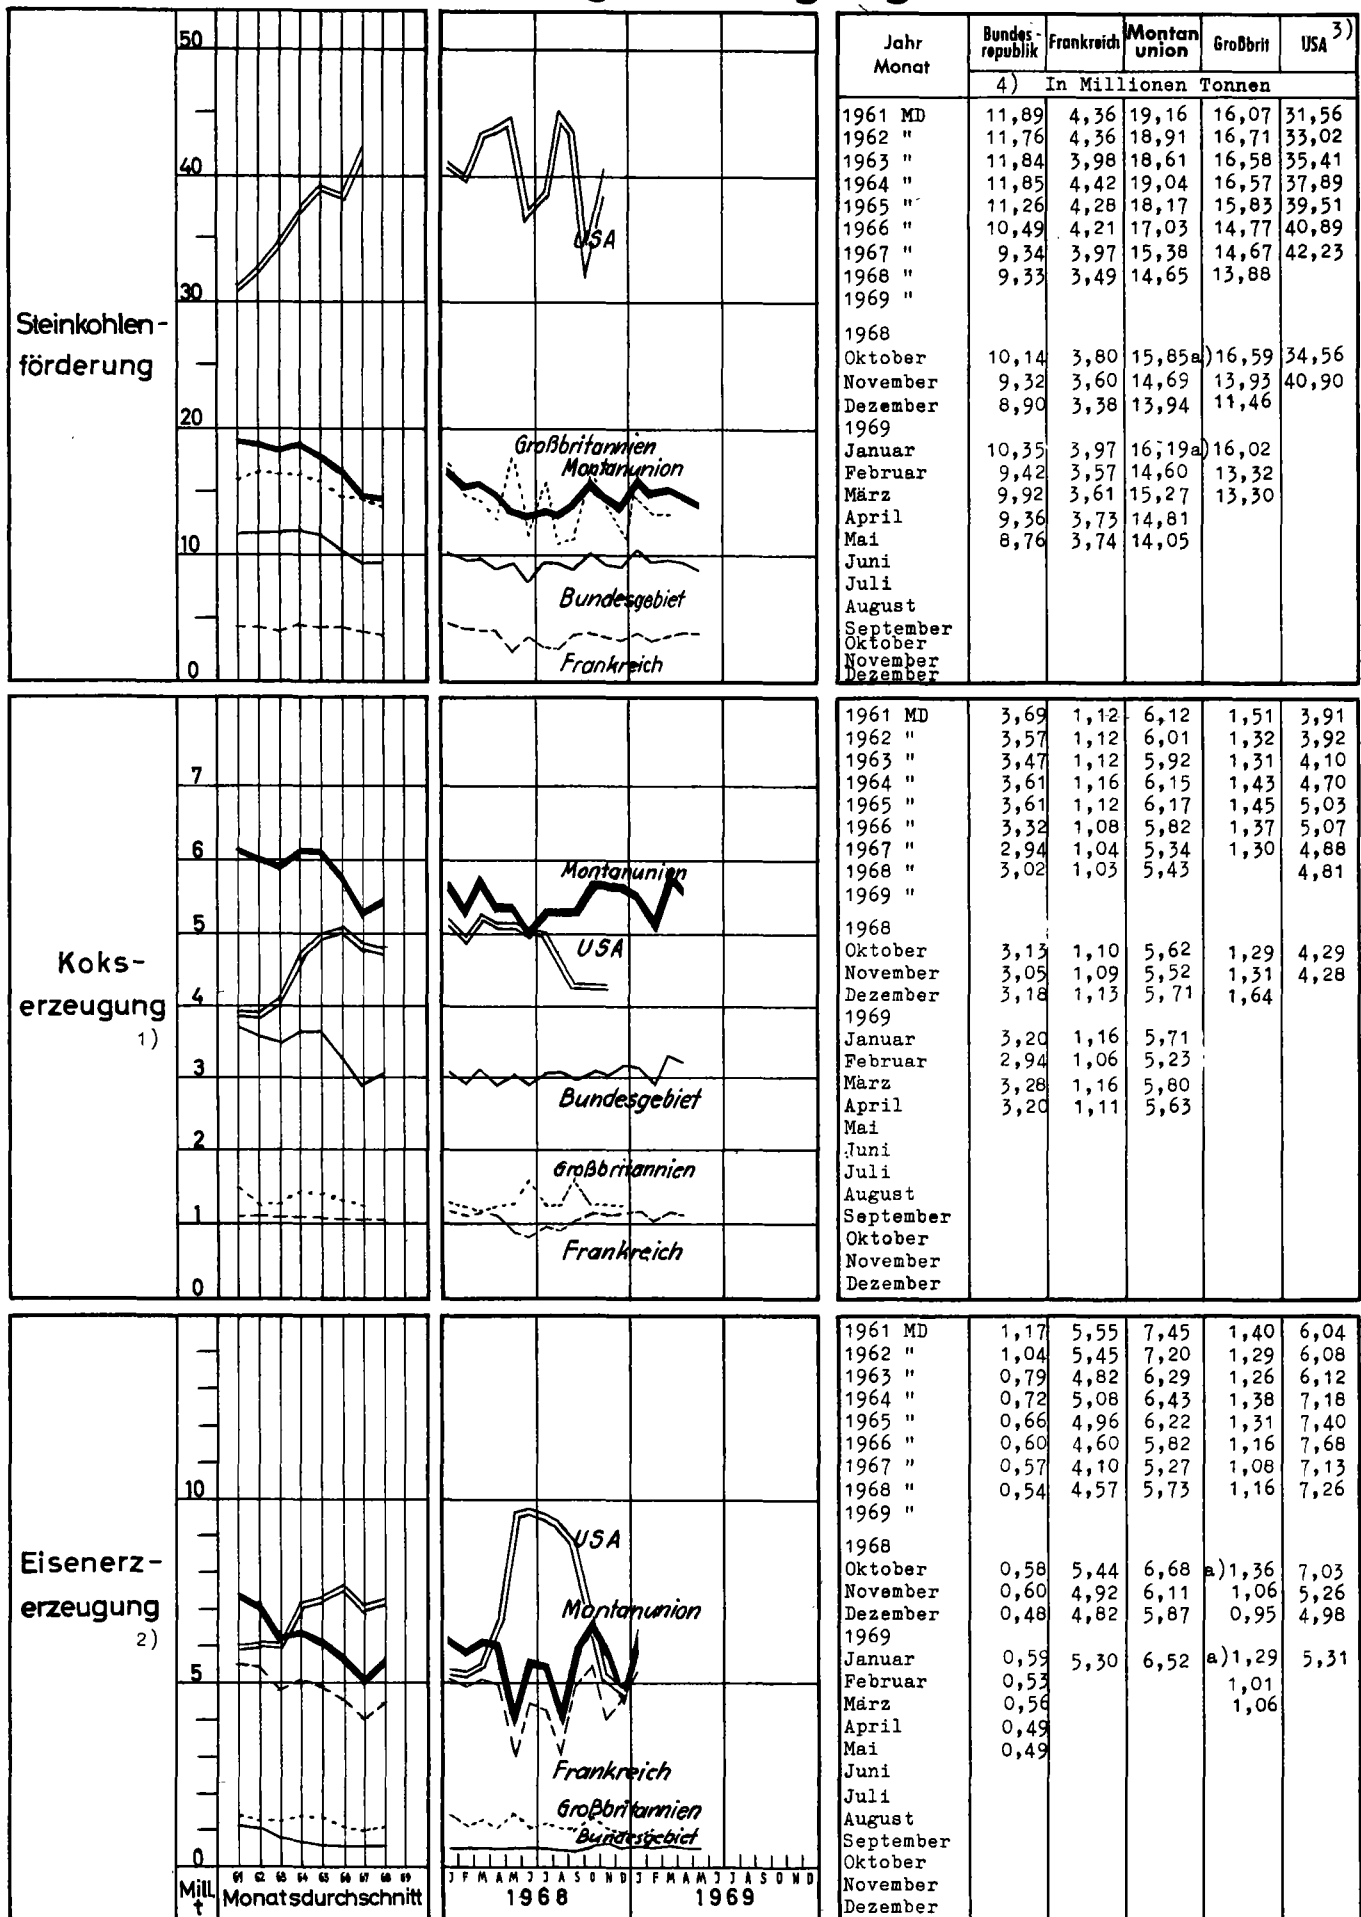 Steinkohlen-
förderung
50
40
30
20
10
0
USA
Großbritannien
Montanunion
Bundesgebiet
Frankreich
Jahr Monat Bundes-republik Frankreich Montan union Großbrit USA 3)
4) In Millionen Tonnen
1961 MD 11,89 4,36 19,16 16,07 31,56
1962 " 11,76 4,36 18,91 16,71 33,02
1963 " 11,84 3,98 18,61 16,58 35,41
1964 " 11,85 4,42 19,04 16,57 37,89
1965 " 11,26 4,28 18,17 15,83 39,51
1966 " 10,49 4,21 17,03 14,77 40,89
1967 " 9,34 3,97 15,38 14,67 42,23
1968 " 9,33 3,49 14,65 13,88
1969 "
1968
Oktober 10,14 3,80 15,85 a) 16,59 34,56
November 9,32 3,60 14,69 13,93 40,90
Dezember 8,90 3,38 13,94 11,46
1969
Januar 10,35 3,97 16,19 a) 16,02
Februar 9,42 3,57 14,60 13,32
März 9,92 3,61 15,27 13,30
April 9,36 3,73 14,81
Mai 8,76 3,74 14,05
Juni
Juli
August
September
Oktober
November
Dezember
Koks-
erzeugung
1)
7
6
5
4
3
2
1
0
Montanunion
USA
Bundesgebiet
Großbritannien
Frankreich
1961 MD 3,69 1,12 6,12 1,51 3,91
1962 " 3,57 1,12 6,01 1,32 3,92
1963 " 3,47 1,12 5,92 1,31 4,10
1964 " 3,61 1,16 6,15 1,43 4,70
1965 " 3,61 1,12 6,17 1,45 5,03
1966 " 3,32 1,08 5,82 1,37 5,07
1967 " 2,94 1,04 5,34 1,30 4,88
1968 " 3,02 1,03 5,43 4,81
1969 "
1968
Oktober 3,13 1,10 5,62 1,29 4,29
November 3,05 1,09 5,52 1,31 4,28
Dezember 3,18 1,13 5,71 1,64
1969
Januar 3,20 1,16 5,71
Februar 2,94 1,06 5,23
März 3,28 1,16 5,80
April 3,20 1,11 5,63
Mai
Juni
Juli
August
September
Oktober
November
Dezember
Eisenerz-
erzeugung
2)
10
5
0
USA
Montanunion
Frankreich
Großbritannien
Bundesgebiet
61 62 63 64 65 66 67 68 69
J F M A M J J A S O N D J F M A M J J A S O N D
Mill. t
Monatsdurchschnitt
1968 1969
1961 MD 1,17 5,55 7,45 1,40 6,04
1962 " 1,04 5,45 7,20 1,29 6,08
1963 " 0,79 4,82 6,29 1,26 6,12
1964 " 0,72 5,08 6,43 1,38 7,18
1965 " 0,66 4,96 6,22 1,31 7,40
1966 " 0,60 4,60 5,82 1,16 7,68
1967 " 0,57 4,10 5,27 1,08 7,13
1968 " 0,54 4,57 5,73 1,16 7,26
1969 "
1968
Oktober 0,58 5,44 6,68 a) 1,36 7,03
November 0,60 4,92 6,11 1,06 5,26
Dezember 0,48 4,82 5,87 0,95 4,98
1969
Januar 0,59 5,30 6,52 a) 1,29 5,31
Februar 0,53 1,01
März 0,56 1,06
April 0,49
Mai 0,49
Juni
Juli
August
September
Oktober
November
Dezember